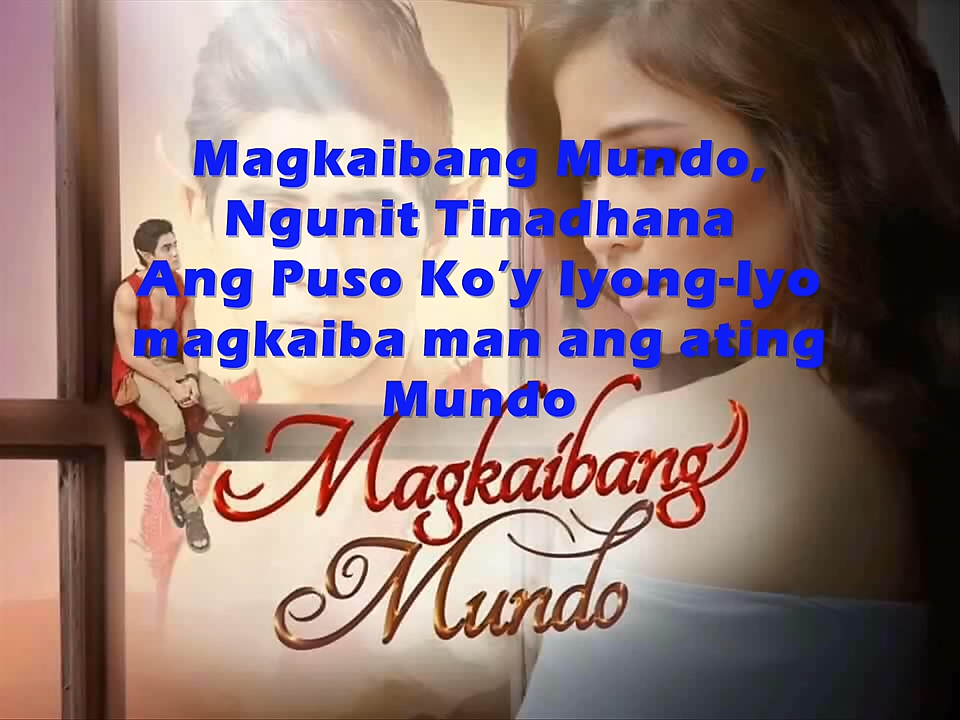 Magkaibang Mundo,
Ngunit Tinadhana
Ang Puso Ko’y Iyong-Iyo
magkaiba man ang ating
Mundo
Magkaibang
Mundo